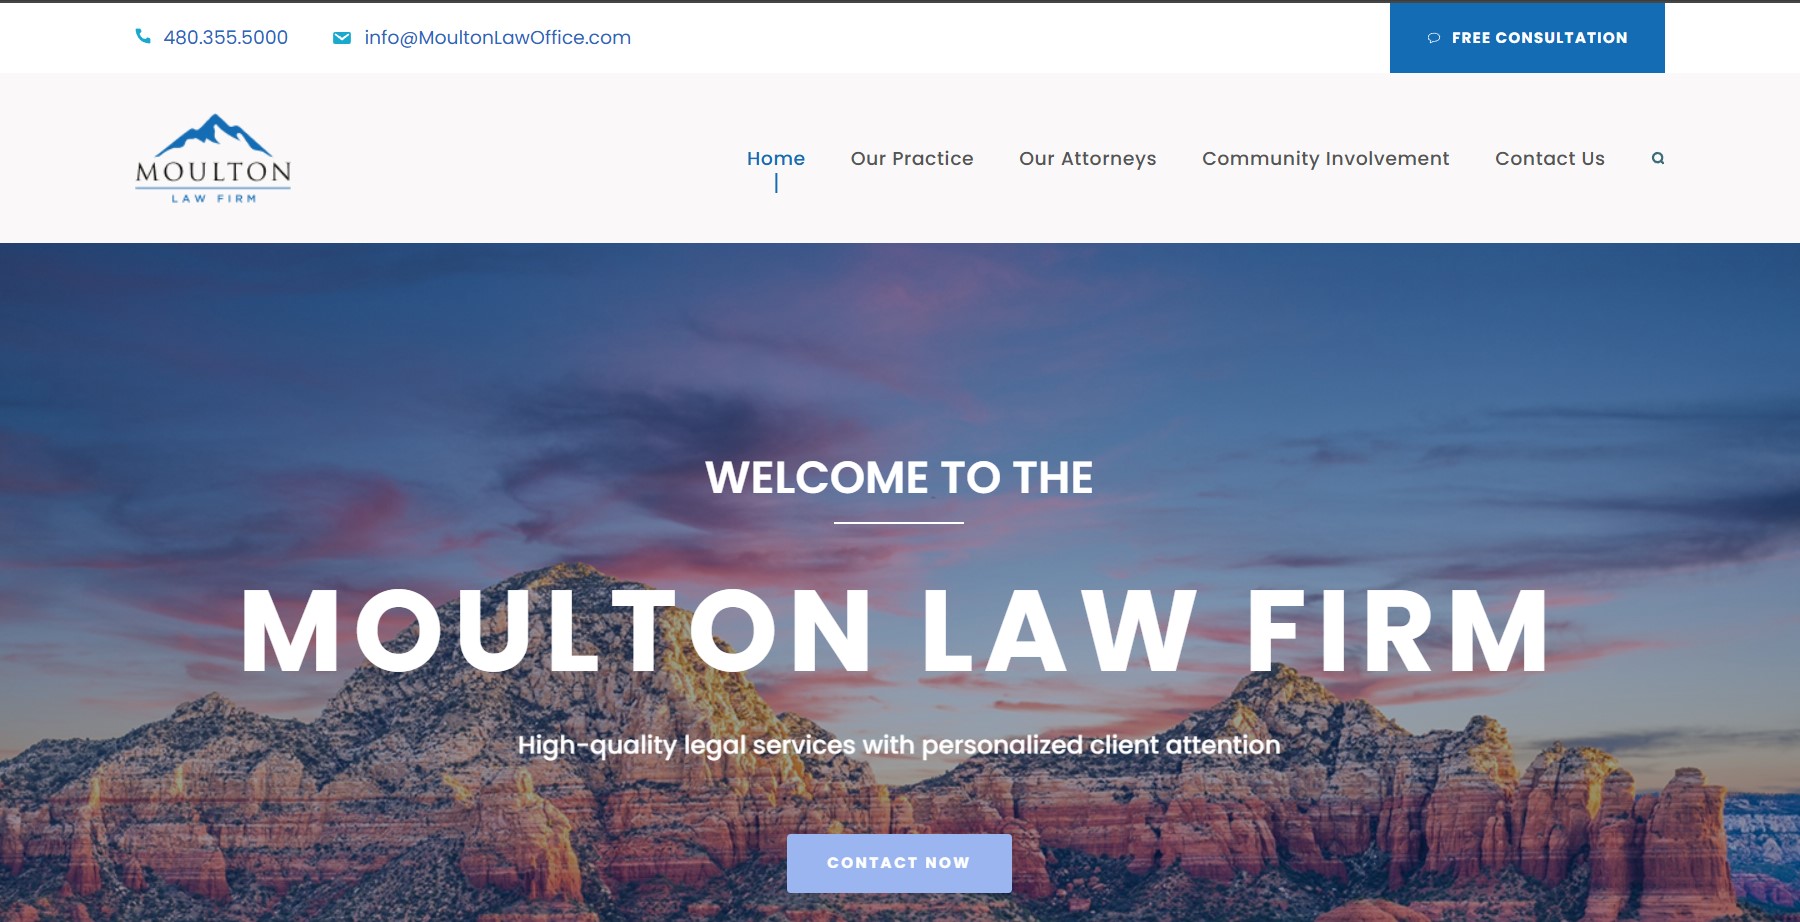 480.355.5000
info@MoultonLawOffice.com
FREE CONSULTATION
MOULTON
LAW FIRM
Home
Our Practice
Our Attorneys
Community Involvement
Contact Us
WELCOME TO THE
MOULTON LAW FIRM
High-quality legal services with personalized client attention
CONTACT NOW